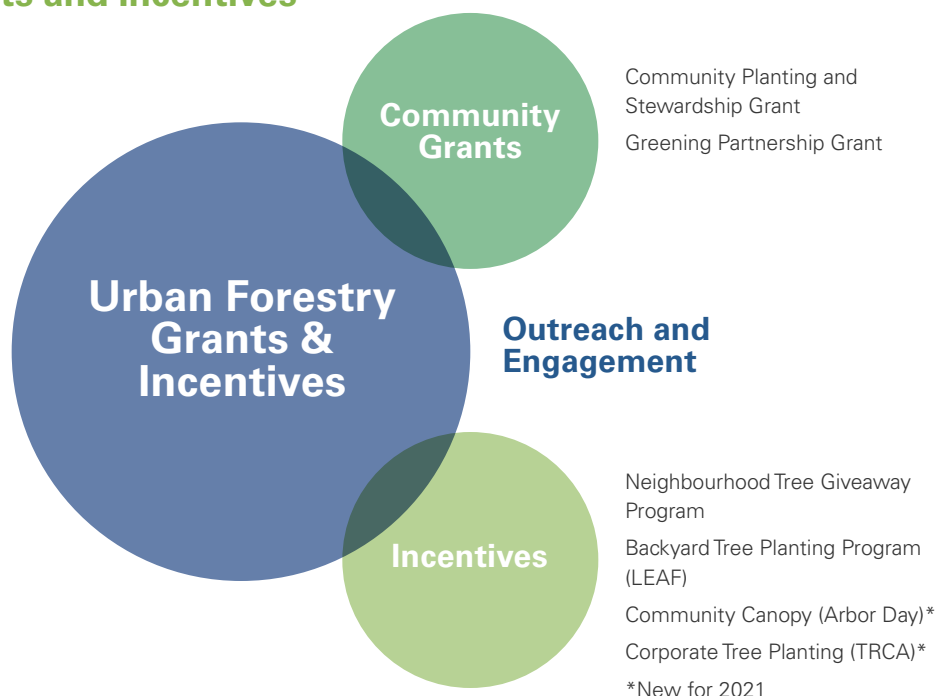 Community
Grants
Community Planting and
Stewardship Grant
Greening Partnership Grant
Urban Forestry
Grants &
Incentives
Outreach and
Engagement
Incentives
Neighbourhood Tree Giveaway
Program
Backyard Tree Planting Program
(LEAF)
Community Canopy (Arbor Day)*
Corporate Tree Planting (TRCA)*
*New for 2021